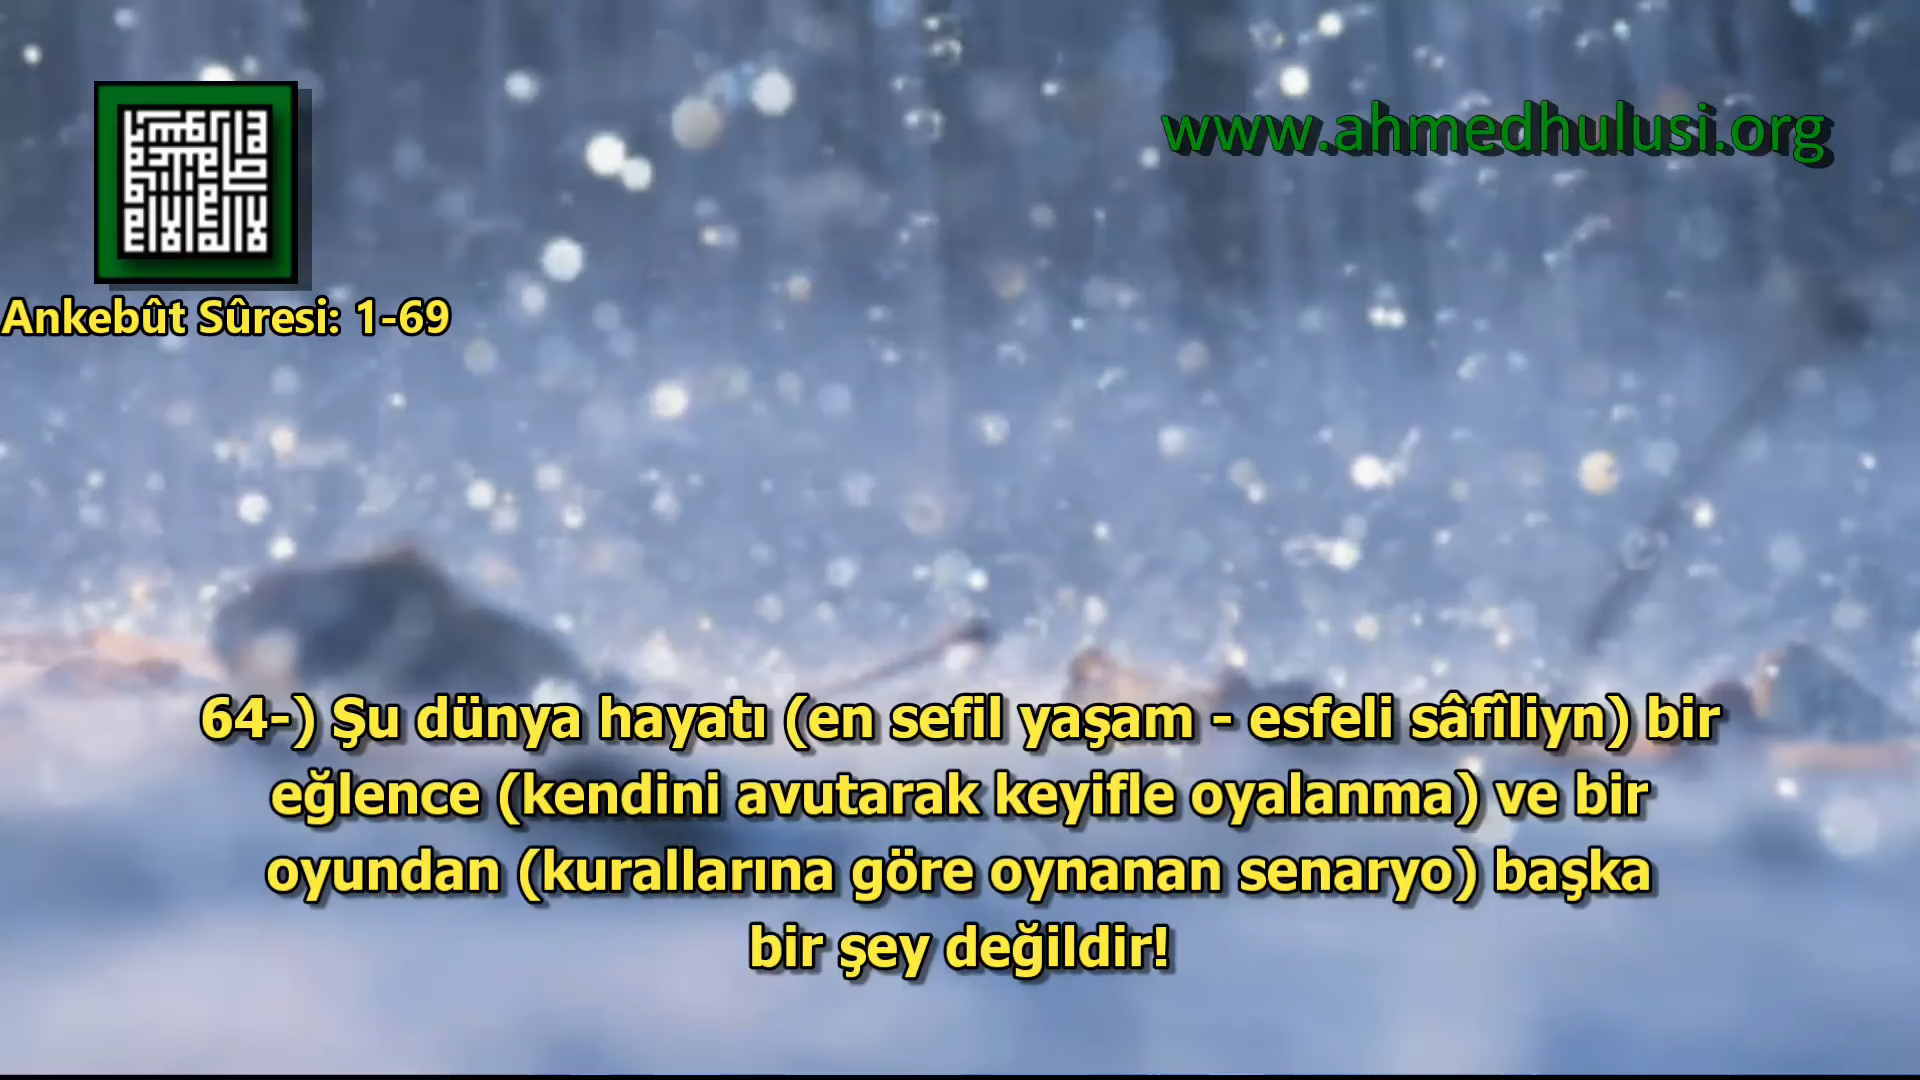 www.ahmedhulusi.org
Ankebût Sûresi: 1-69
64-) Şu dünya hayatı (en sefil yaşam - esfeli sâfîliyn) bir
eğlence (kendini avutarak keyifle oyalanma) ve bir
oyundan (kurallarına göre oynanan senaryo) başka
bir şey değildir!